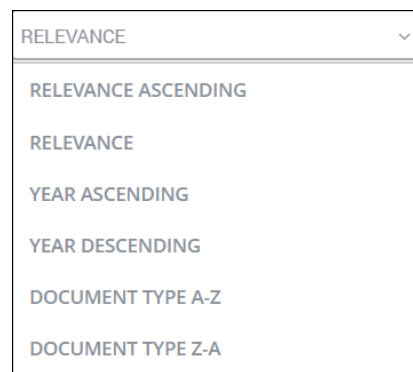 RELEVANCE
RELEVANCE ASCENDING
RELEVANCE
YEAR ASCENDING
YEAR DESCENDING
DOCUMENT TYPE A-Z
DOCUMENT TYPE Z-A